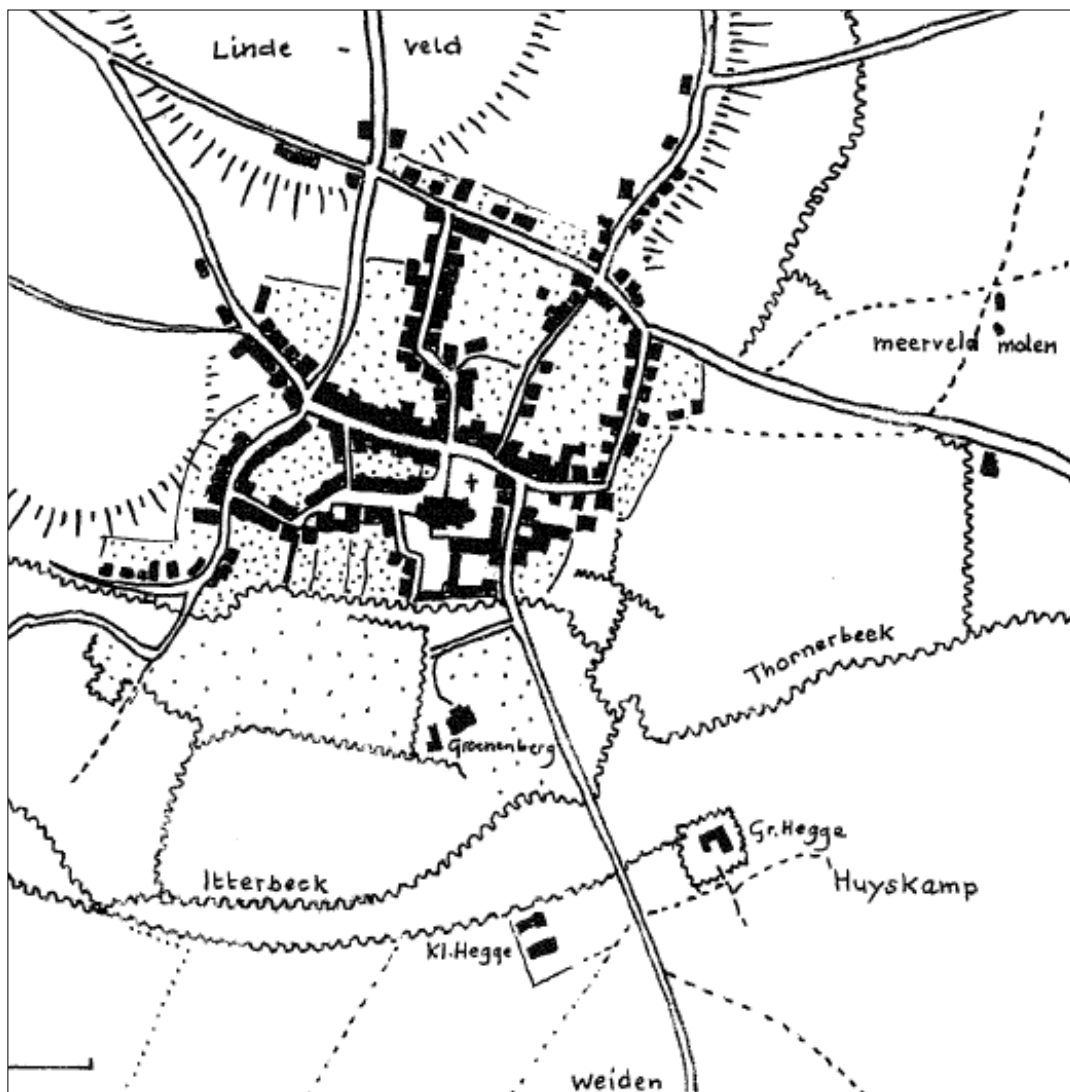 Linde - veld
meerveld molen
Thornerbeek
Groenenberg
Gr. Hegge
Huyskamp
Itterbeek
Kl. Hegge
Weiden